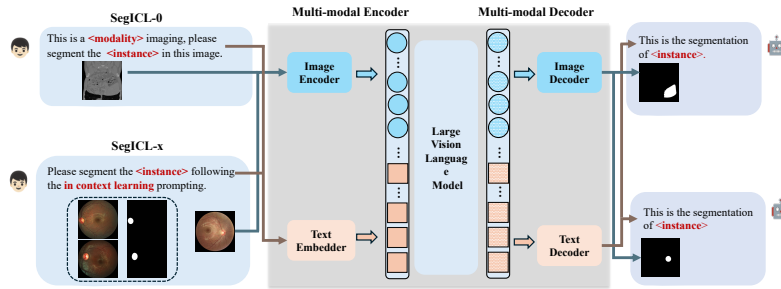 SegICL-0
This is a <modality> imaging, please
segment the <instance> in this image.
SegICL-x
Please segment the <instance> following
the in context learning prompting.
Multi-modal Encoder
Image
Encoder
Text
Embedder
Large
Vision
Languag
e
Model
Multi-modal Decoder
Image
Decoder
Text
Decoder
This is the segmentation
of <instance>.
This is the segmentation
of <instance>